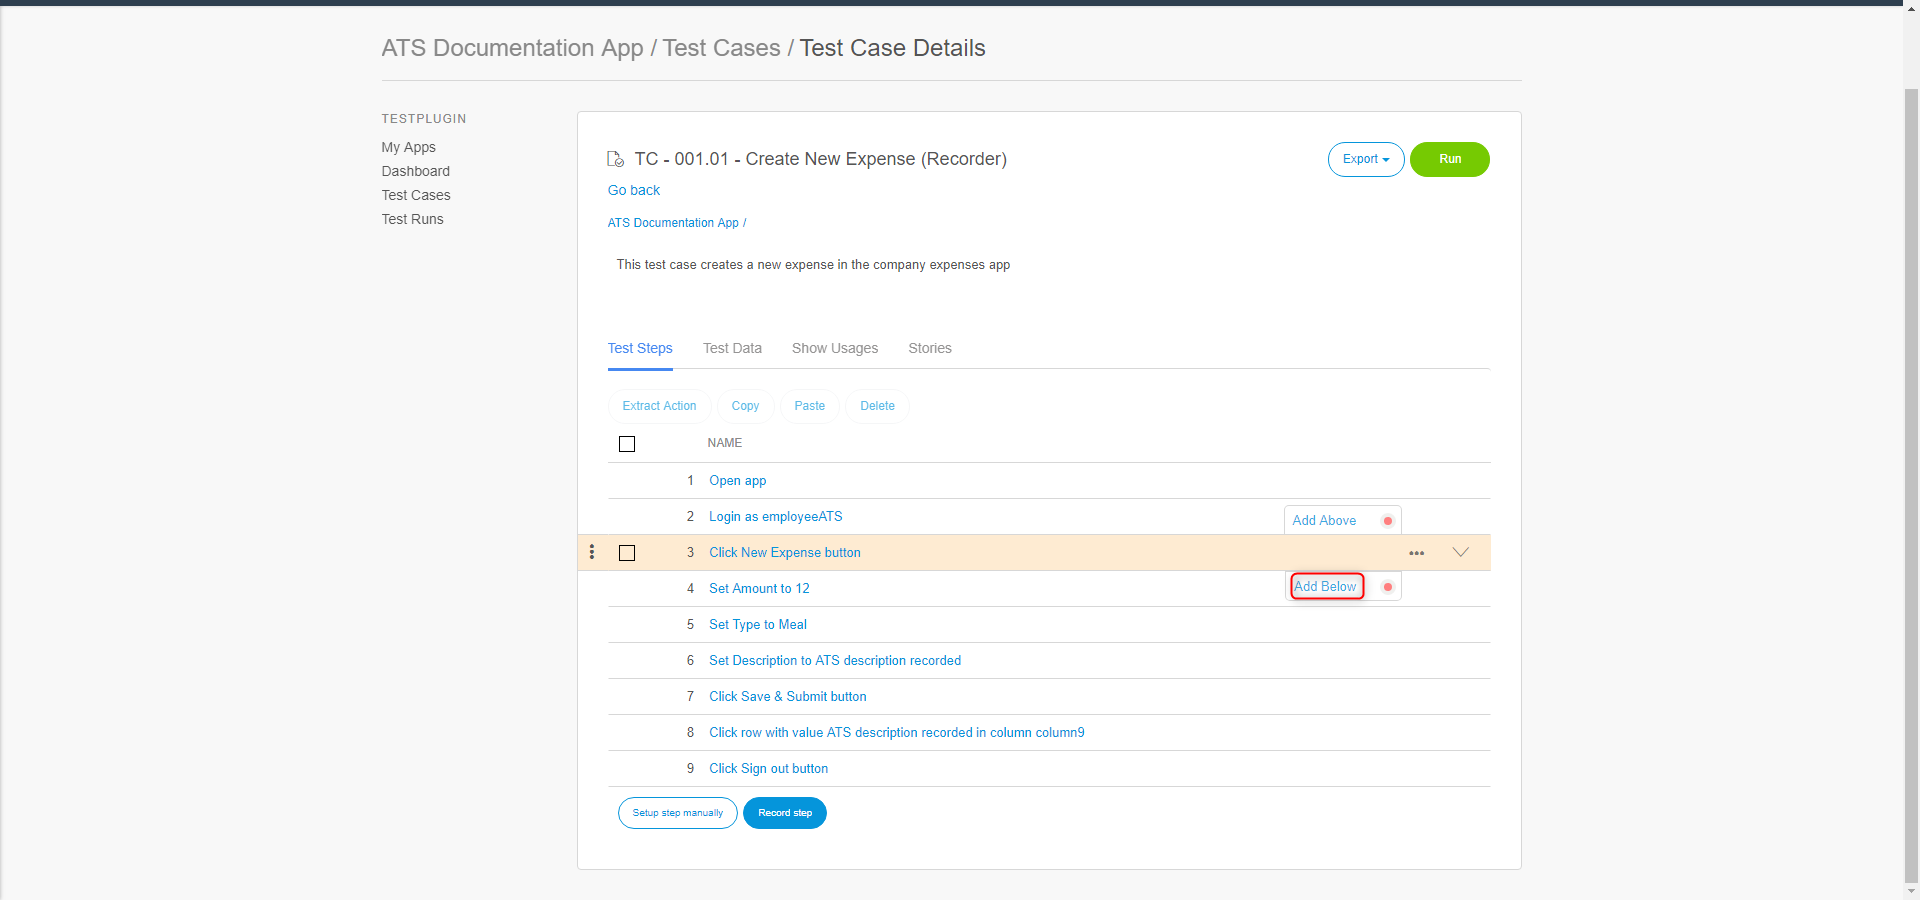 ATS Documentation App / Test Cases / Test Case Details
TESTPLUGIN
My Apps
Dashboard
Test Cases
Test Runs
TC - 001.01 - Create New Expense (Recorder)
Export
Run
Go back
ATS Documentation App /
This test case creates a new expense in the company expenses app
Test Steps Test Data Show Usages Stories
Extract Action Copy Paste Delete
NAME
1 Open app
2 Login as employeeATS
Add Above
3 Click New Expense button
4 Set Amount to 12
Add Below
5 Set Type to Meal
6 Set Description to ATS description recorded
7 Click Save & Submit button
8 Click row with value ATS description recorded in column column9
9 Click Sign out button
Setup step manually Record step